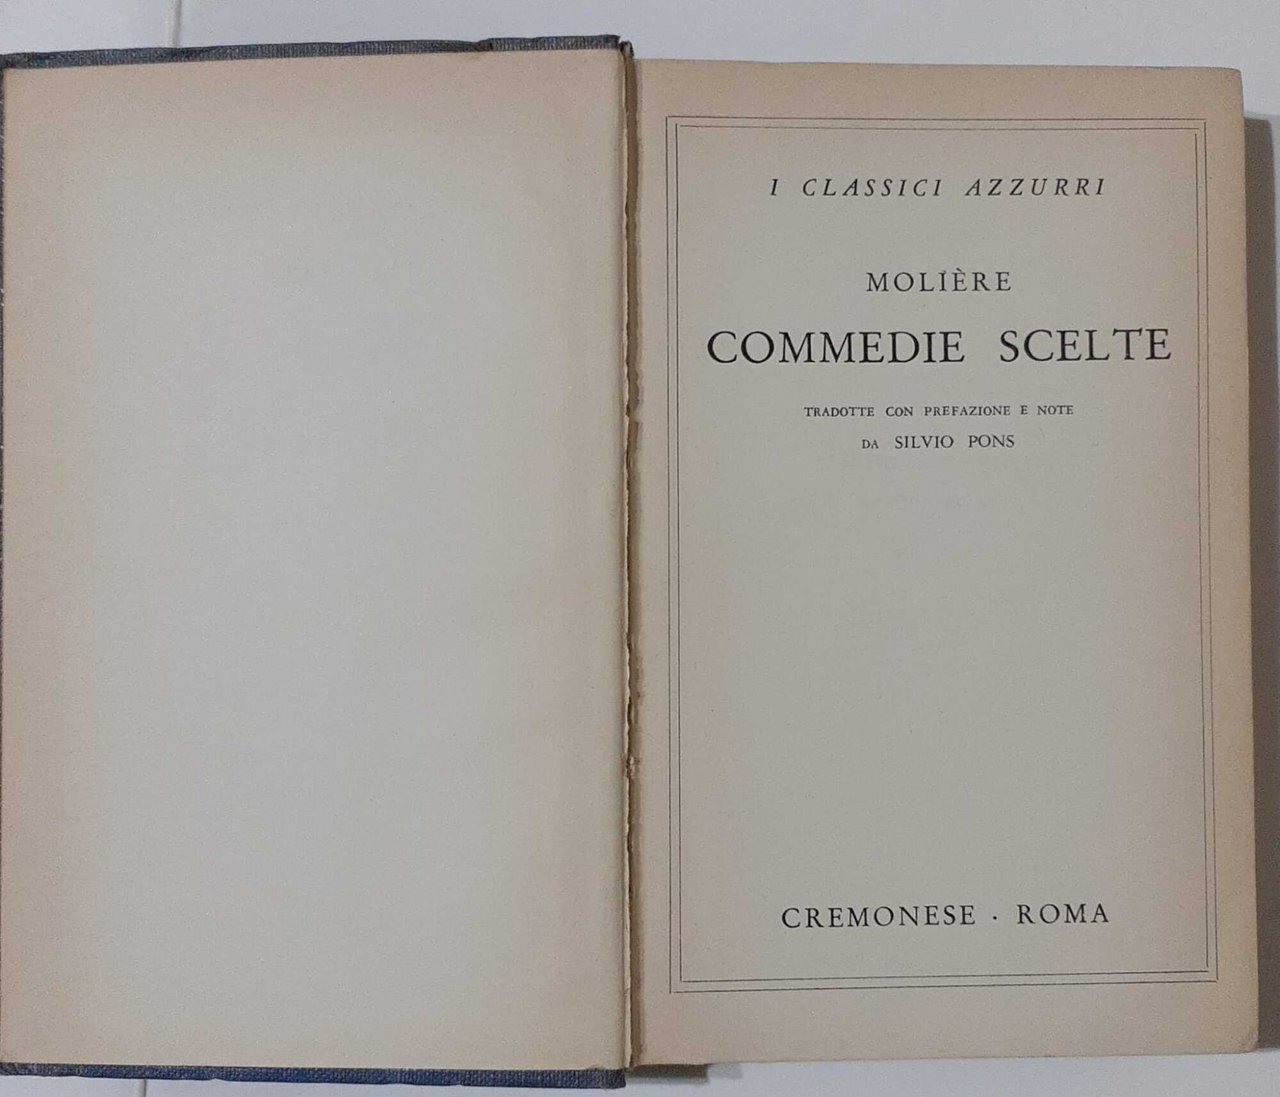 I CLASSICI AZZURRI
MOLIÈRE
COMMEDIE SCELTE
TRADOTTE CON PREFAZIONE E NOTE
DA SILVIO PONS
CREMONESE · ROMA